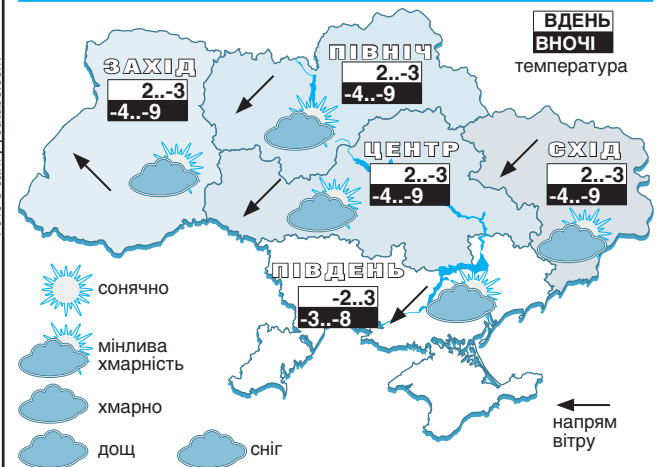 ВДЕНЬ
ВНОЧІ
температура
ПІВНІЧ
2..-3
-4..-9
ЗАХІД
2..-3
-4..-9
ЦЕНТР
2..-3
-4..-9
СХІД
2..-3
-4..-9
ПІВДЕНЬ
-2..3
-3..-8
сонячно
мінлива
хмарність
хмарно
дощ
сніг
напрям
вітру